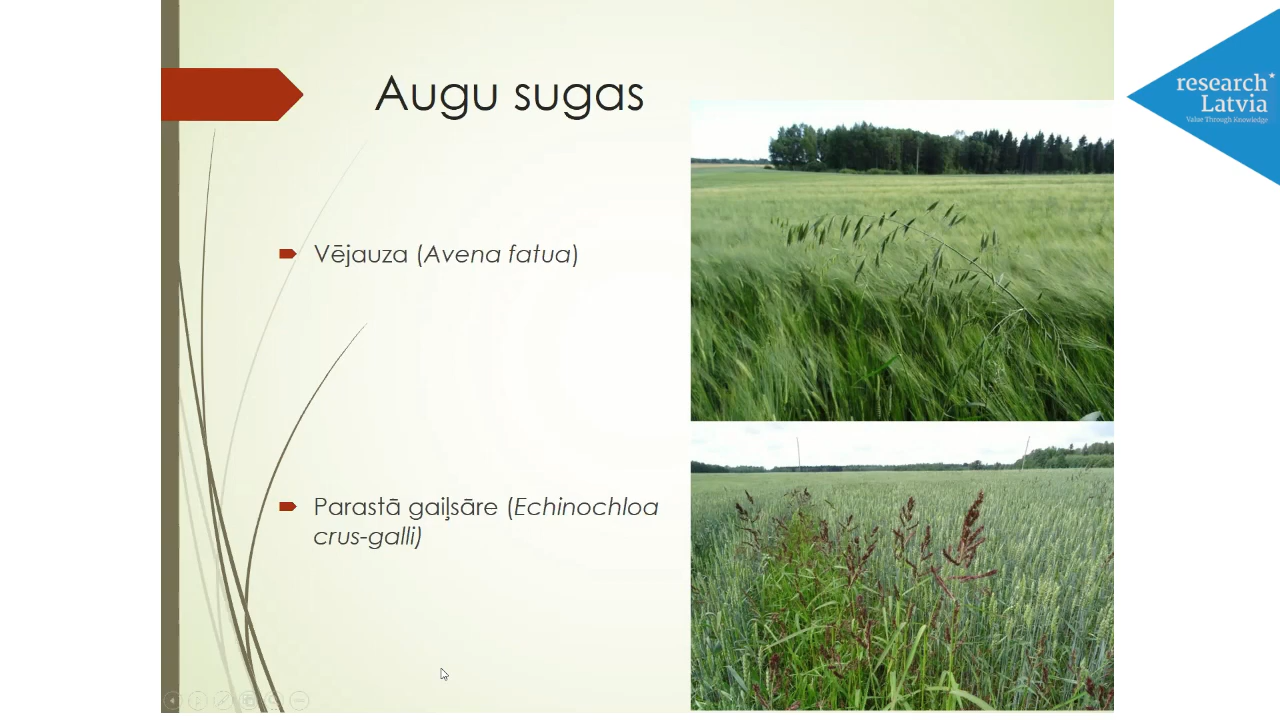 Augu sugas
Vējauza (Avena fatua)
Parastā gaiļsāre (Echinochloa
crus-galli)
research
Latvia
Value Through Knowledge